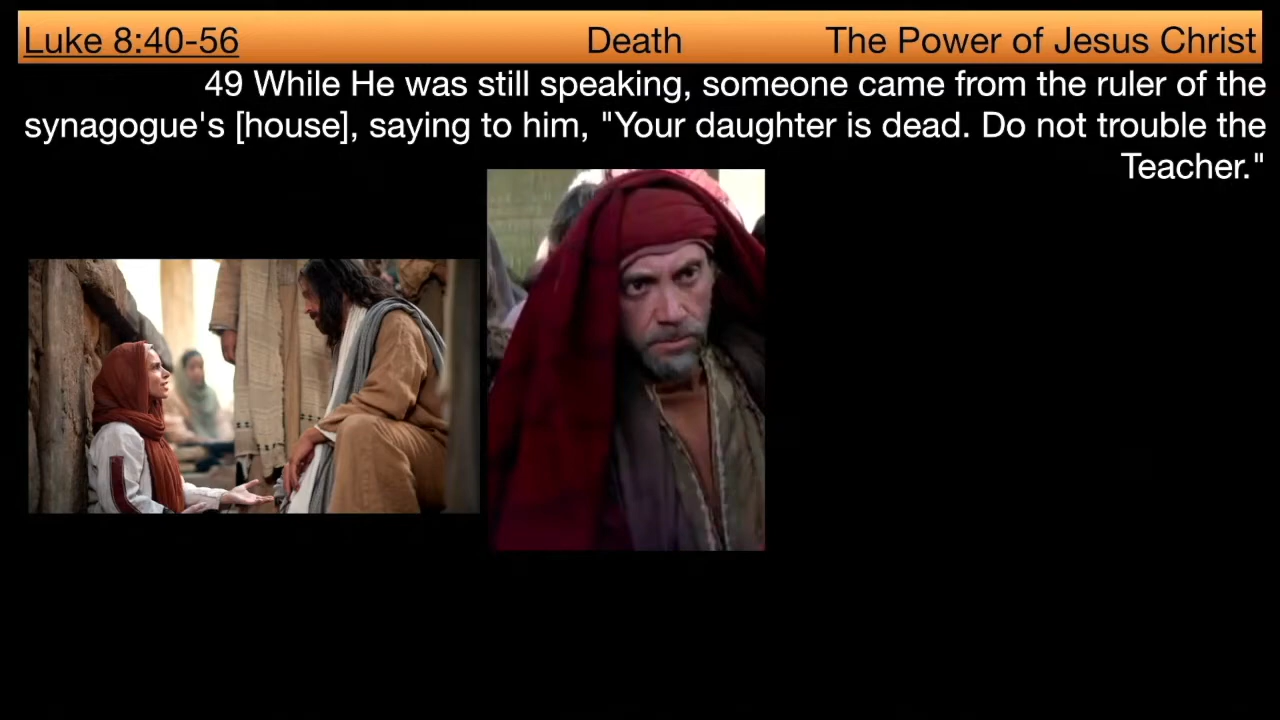 Luke 8:40-56 Death The Power of Jesus Christ
49 While He was still speaking, someone came from the ruler of the
synagogue's [house], saying to him, "Your daughter is dead. Do not trouble the
Teacher."